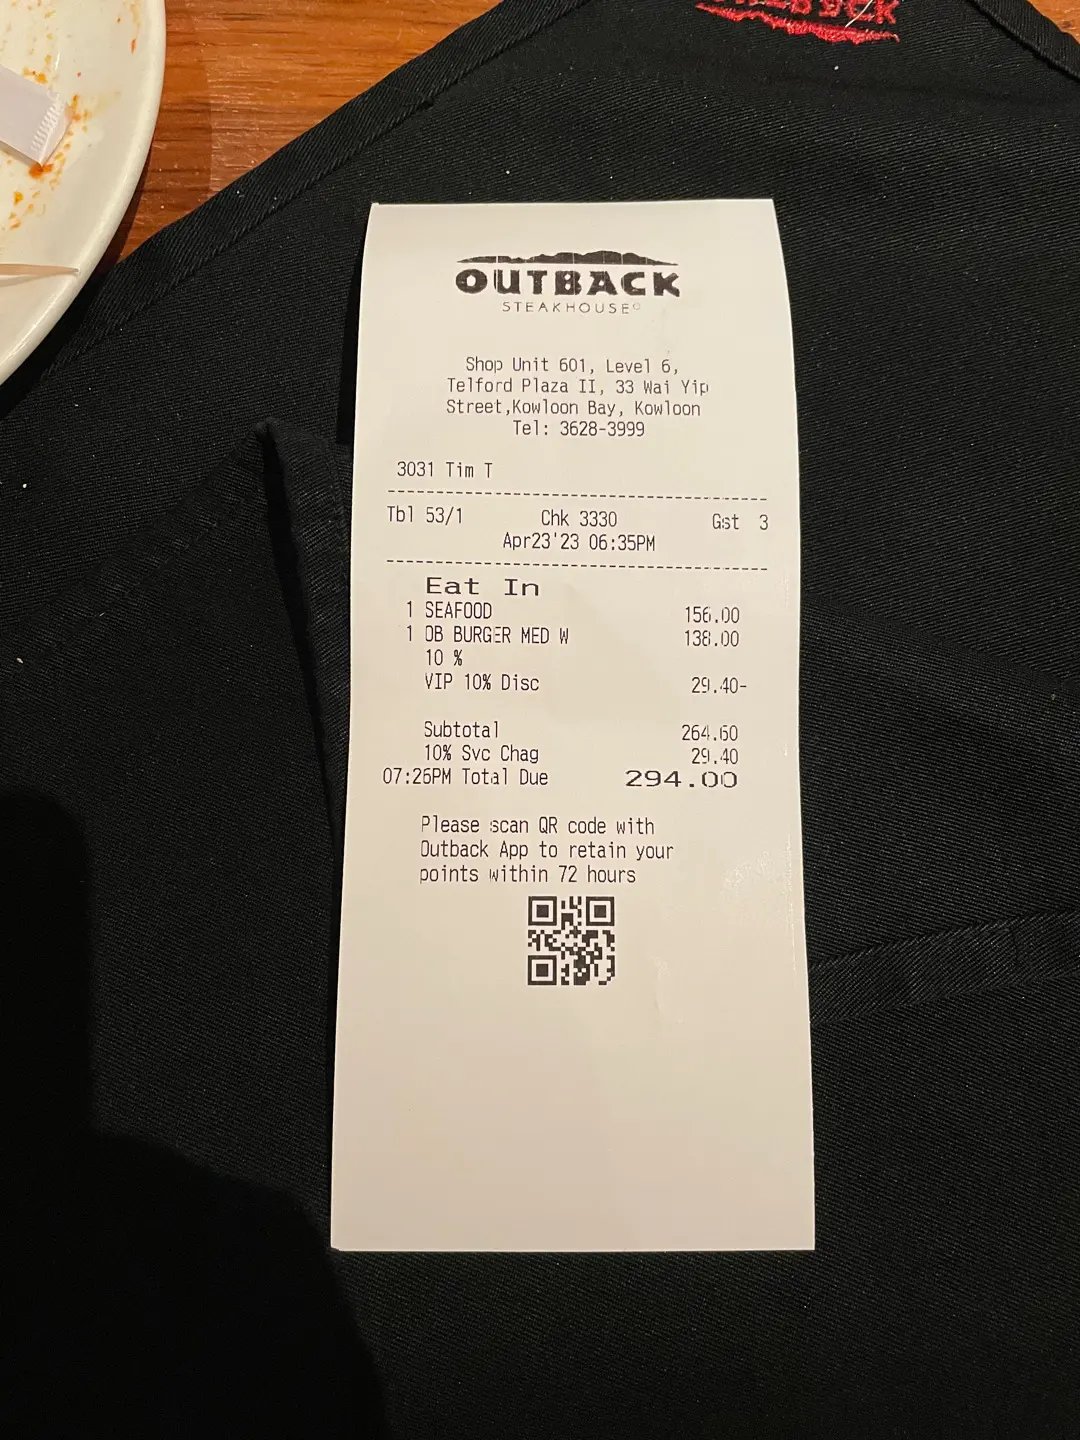 OUTBACK
STEAKHOUSE
Shop Unit 601, Level 6,
Telford Plaza II, 33 Wai Yip
Street,Kowloon Bay, Kowloon
Tel: 3628-3999
3031 Tim T
Tbl 53/1 Chk 3330 Gst 3
Apr23'23 06:35PM
Eat In
1 SEAFOOD 156.00
1 OB BURGER MED W 138.00
10 %
VIP 10% Disc 29.40-
Subtotal 264.60
10% Svc Chag 29.40
07:26PM Total Due 294.00
Please scan QR code with
Outback App to retain your
points within 72 hours